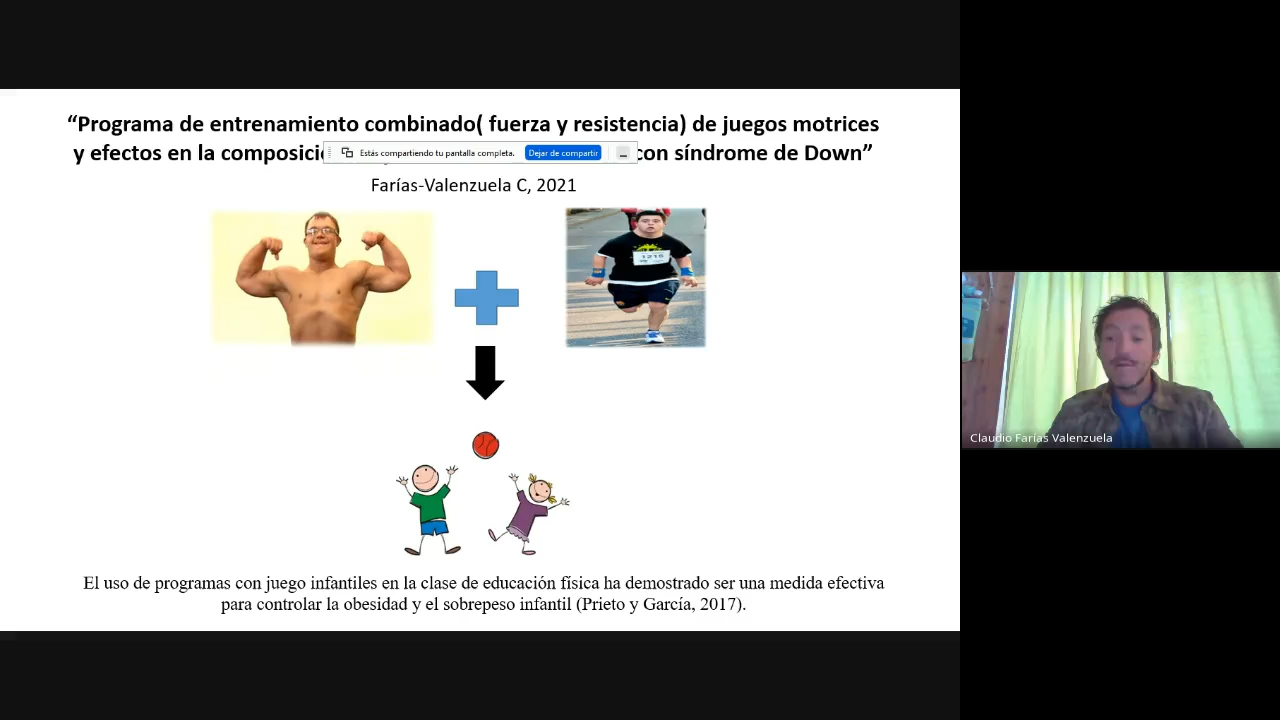 “Programa de entrenamiento combinado( fuerza y resistencia) de juegos motrices
y efectos en la composici con síndrome de Down”
Estás compartiendo tu pantalla completa. Dejar de compartir
Farías-Valenzuela C, 2021
1216
El uso de programas con juego infantiles en la clase de educación física ha demostrado ser una medida efectiva
para controlar la obesidad y el sobrepeso infantil (Prieto y García, 2017).
Claudio Farías Valenzuela